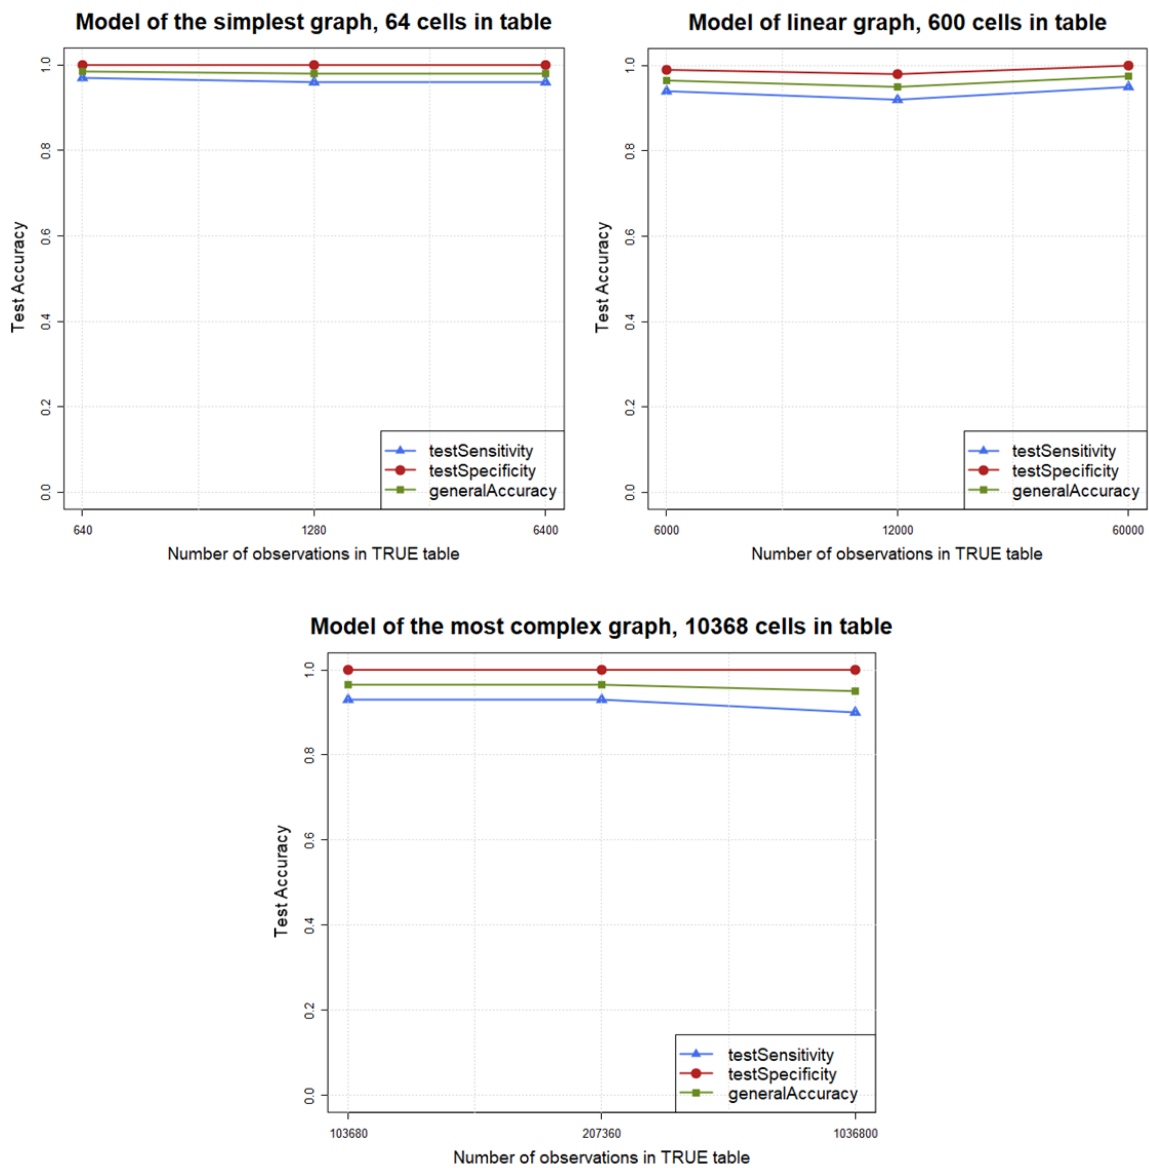 Model of the simplest graph, 64 cells in table
Test Accuracy
1.0
0.8
0.6
0.4
0.2
0.0
testSensitivity
testSpecificity
generalAccuracy
640 1280 6400
Number of observations in TRUE table
Model of linear graph, 600 cells in table
Test Accuracy
1.0
0.8
0.6
0.4
0.2
0.0
testSensitivity
testSpecificity
generalAccuracy
6000 12000 60000
Number of observations in TRUE table
Model of the most complex graph, 10368 cells in table
Test Accuracy
1.0
0.8
0.6
0.4
0.2
0.0
testSensitivity
testSpecificity
generalAccuracy
103680 207360 1036800
Number of observations in TRUE table